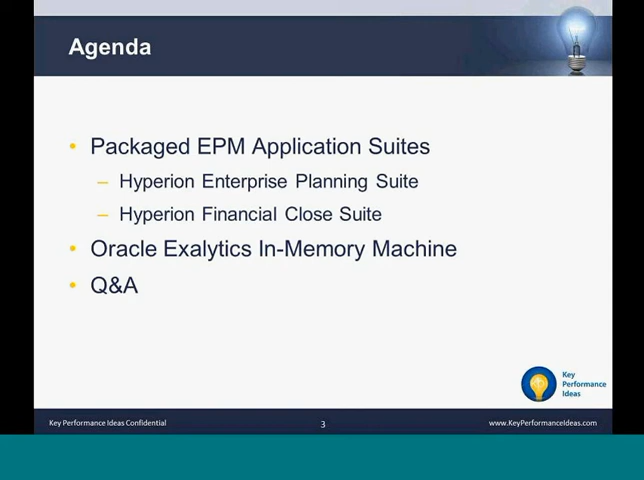 Agenda
• Packaged EPM Application Suites
– Hyperion Enterprise Planning Suite
– Hyperion Financial Close Suite
• Oracle Exalytics In-Memory Machine
• Q&A
Key
Performance
Ideas
Key Performance Ideas Confidential
3
www.KeyPerformanceIdeas.com